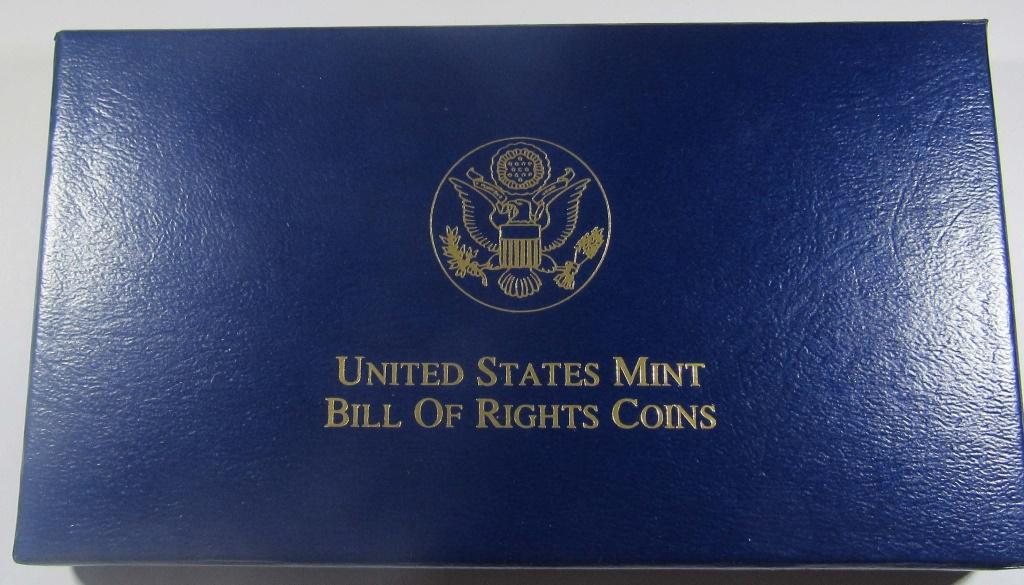 United States Mint
Bill Of Rights Coins